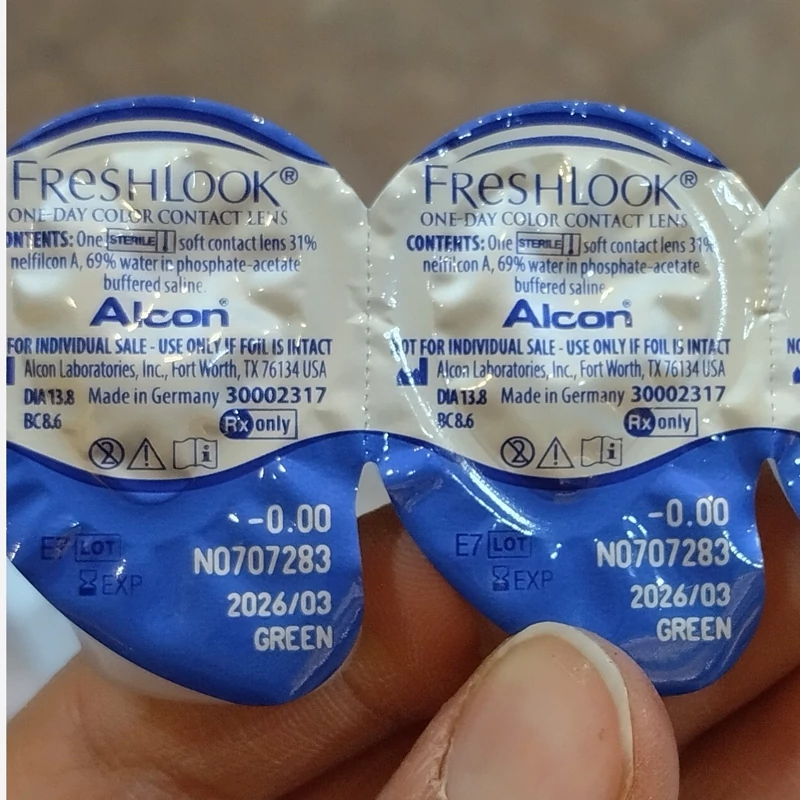 FRESHLOOK®
ONE-DAY COLOR CONTACT LENS
CONTENTS: One STERILE soft contact lens 31%
nelfilcon A, 69% water in phosphate-acetate
buffered saline.
Alcon®
FOR INDIVIDUAL SALE - USE ONLY IF FOIL IS INTACT
Alcon Laboratories, Inc., Fort Worth, TX 76134 USA
DIA 13.8 Made in Germany 30002317
BC 8.6 Rx only
-0.00
E7 LOT N0707283
EXP 2026/03
GREEN
FRESHLOOK®
ONE-DAY COLOR CONTACT LENS
CONTENTS: One STERILE soft contact lens 31%
nelfilcon A, 69% water in phosphate-acetate
buffered saline.
Alcon®
NOT FOR INDIVIDUAL SALE - USE ONLY IF FOIL IS INTACT
Alcon Laboratories, Inc., Fort Worth, TX 76134 USA
DIA 13.8 Made in Germany 30002317
BC 8.6 Rx only
-0.00
E7 LOT N0707283
EXP 2026/03
GREEN